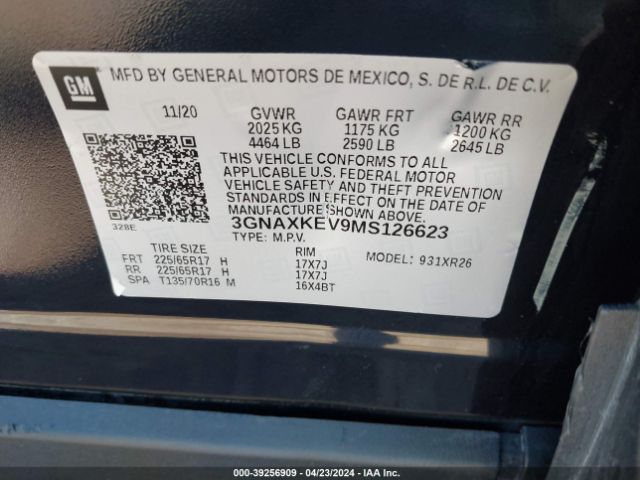 GM
MFD BY GENERAL MOTORS DE MEXICO, S. DE R.L. DE C.V.
11/20 GVWR GAWR FRT GAWR RR
2025 KG 1175 KG 1200 KG
4464 LB 2590 LB 2645 LB
THIS VEHICLE CONFORMS TO ALL
APPLICABLE U.S. FEDERAL MOTOR
VEHICLE SAFETY AND THEFT PREVENTION
STANDARDS IN EFFECT ON THE DATE OF
MANUFACTURE SHOWN ABOVE.
328E 3GNAXKEV9MS126623
TYPE: M.P.V.
TIRE SIZE RIM MODEL: 931XR26
FRT 225/65R17 H 17X7J
RR 225/65R17 H 17X7J
SPA T135/70R16 M 16X4BT
000-39256909 - 04/23/2024 - IAA Inc.